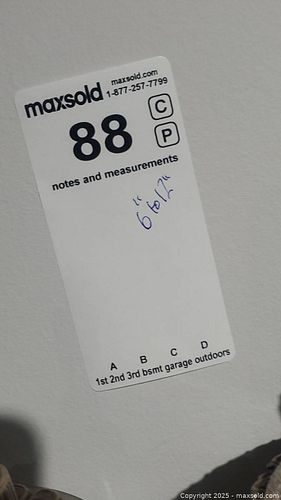 maxsold
maxsold.com
1-877-257-7799
88
C
P
notes and measurements
"6 to 12"
A B C D
1st 2nd 3rd bsmt garage outdoors
Copyright © 2025 - maxsold.com